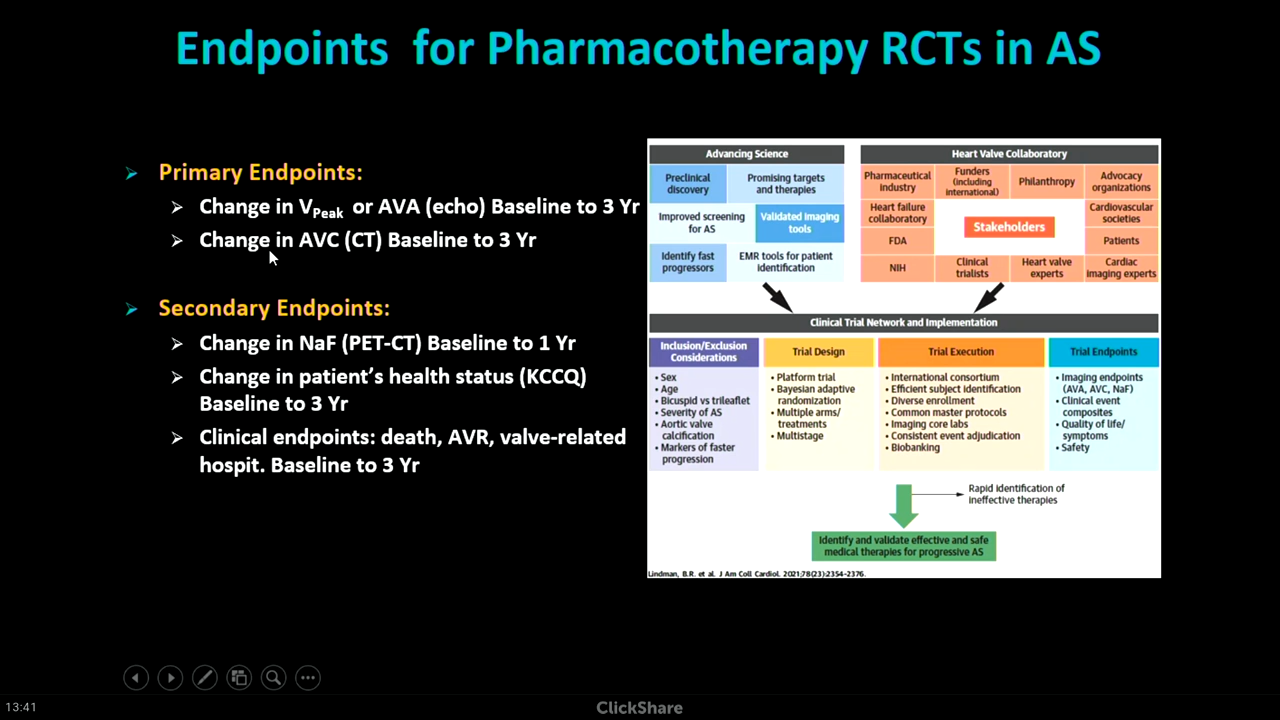 Endpoints for Pharmacotherapy RCTs in AS
➢ Primary Endpoints:
➢ Change in VPeak or AVA (echo) Baseline to 3 Yr
➢ Change in AVC (CT) Baseline to 3 Yr
➢ Secondary Endpoints:
➢ Change in NaF (PET-CT) Baseline to 1 Yr
➢ Change in patient's health status (KCCQ)
Baseline to 3 Yr
➢ Clinical endpoints: death, AVR, valve-related
hospit. Baseline to 3 Yr
Advancing Science
Preclinical
discovery
Promising targets
and therapies
Improved screening
for AS
Validated imaging
tools
Identify fast
progressors
EMR tools for patient
identification
Heart Valve Collaboratory
Pharmaceutical
industry
Funders
(including
international)
Philanthropy
Advocacy
organizations
Heart failure
collaboratory
Stakeholders
Cardiovascular
societies
FDA
Patients
NIH
Clinical
trialists
Heart valve
experts
Cardiac
imaging experts
Clinical Trial Network and Implementation
Inclusion/Exclusion
Considerations
• Sex
• Age
• Bicuspid vs trileaflet
• Severity of AS
• Aortic valve
calcification
• Markers of faster
progression
Trial Design
• Platform trial
• Bayesian adaptive
randomization
• Multiple arms/
treatments
• Multistage
Trial Execution
• International consortium
• Efficient subject identification
• Diverse enrollment
• Common master protocols
• Imaging core labs
• Consistent event adjudication
• Biobanking
Trial Endpoints
• Imaging endpoints
(AVA, AVC, NaF)
• Clinical event
composites
• Quality of life/
symptoms
• Safety
Rapid identification of
ineffective therapies
Identify and validate effective and safe
medical therapies for progressive AS
Lindman, B.R. et al. J Am Coll Cardiol. 2021;78(23):2354-2376.
13:41
ClickShare